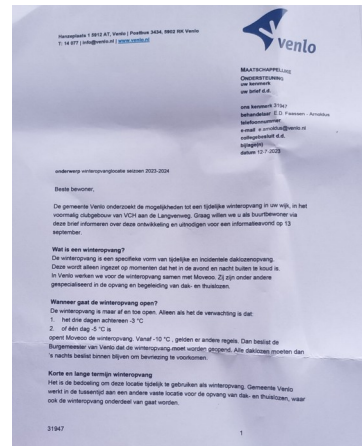 Hanzeplaats 1 5912 AT, Venlo | Postbus 3434, 5902 RK Venlo
T: 14 077 | info@venlo.nl | www.venlo.nl
venlo
MAATSCHAPPELIJKE
ONDERSTEUNING
uw kenmerk
uw brief d.d.
ons kenmerk 31947
behandelaar E.D. Faessen - Arnoldus
telefoonnummer
e-mail e.arnoldus@venlo.nl
collegebesluit d.d.
bijlage(n)
datum 12-7-2023
onderwerp winteropvanglocatie seizoen 2023-2024
Beste bewoner,
De gemeente Venlo onderzoekt de mogelijkheden tot een tijdelijke winteropvang in uw wijk, in het
voormalig clubgebouw van VCH aan de Langvenweg. Graag willen we u als buurtbewoner via
deze brief informeren over deze ontwikkeling en uitnodigen voor een informatieavond op 13
september.
Wat is een winteropvang?
De winteropvang is een specifieke vorm van tijdelijke en incidentele daklozenopvang.
Deze wordt alleen ingezet op momenten dat het in de avond en nacht buiten te koud is.
In Venlo werken we voor de winteropvang samen met Moveoo. Zij zijn onder andere
gespecialiseerd in de opvang en begeleiding van dak- en thuislozen.
Wanneer gaat de winteropvang open?
De winteropvang is maar af en toe open. Alleen als het de verwachting is dat:
1. het drie dagen achtereen -3 °C
2. of één dag -5 °C is
opent Moveoo de winteropvang. Vanaf -10 °C , gelden er andere regels. Dan beslist de
Burgemeester van Venlo dat de winteropvang moet worden geopend. Alle daklozen moeten dan
's nachts beslist binnen blijven om bevriezing te voorkomen.
Korte en lange termijn winteropvang
Het is de bedoeling om deze locatie tijdelijk te gebruiken als winteropvang. Gemeente Venlo
werkt in de tussentijd aan een andere vaste locatie voor de opvang van dak- en thuislozen, waar
ook de winteropvang onderdeel van gaat worden.
31947
1